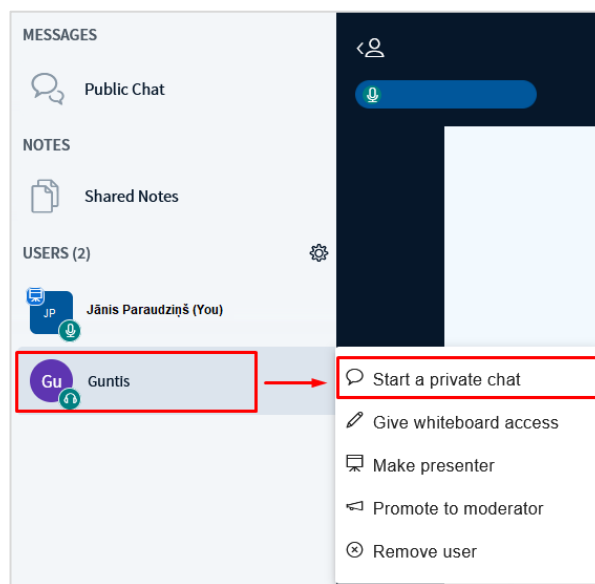 MESSAGES
Public Chat
NOTES
Shared Notes
USERS (2)
JP
Jānis Paraudziņš (You)
Gu
Guntis
Start a private chat
Give whiteboard access
Make presenter
Promote to moderator
Remove user